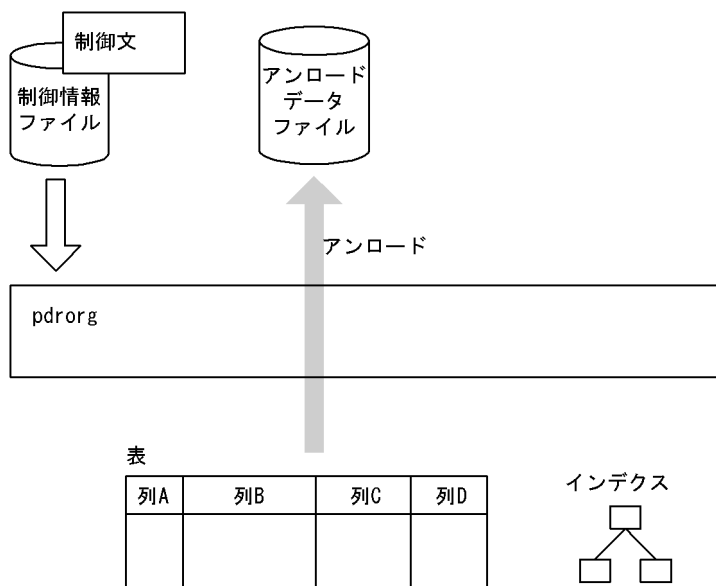 制御文
制御情報
ファイル
アンロード
データ
ファイル
アンロード
pdrorg
表
列A 列B 列C 列D
インデクス